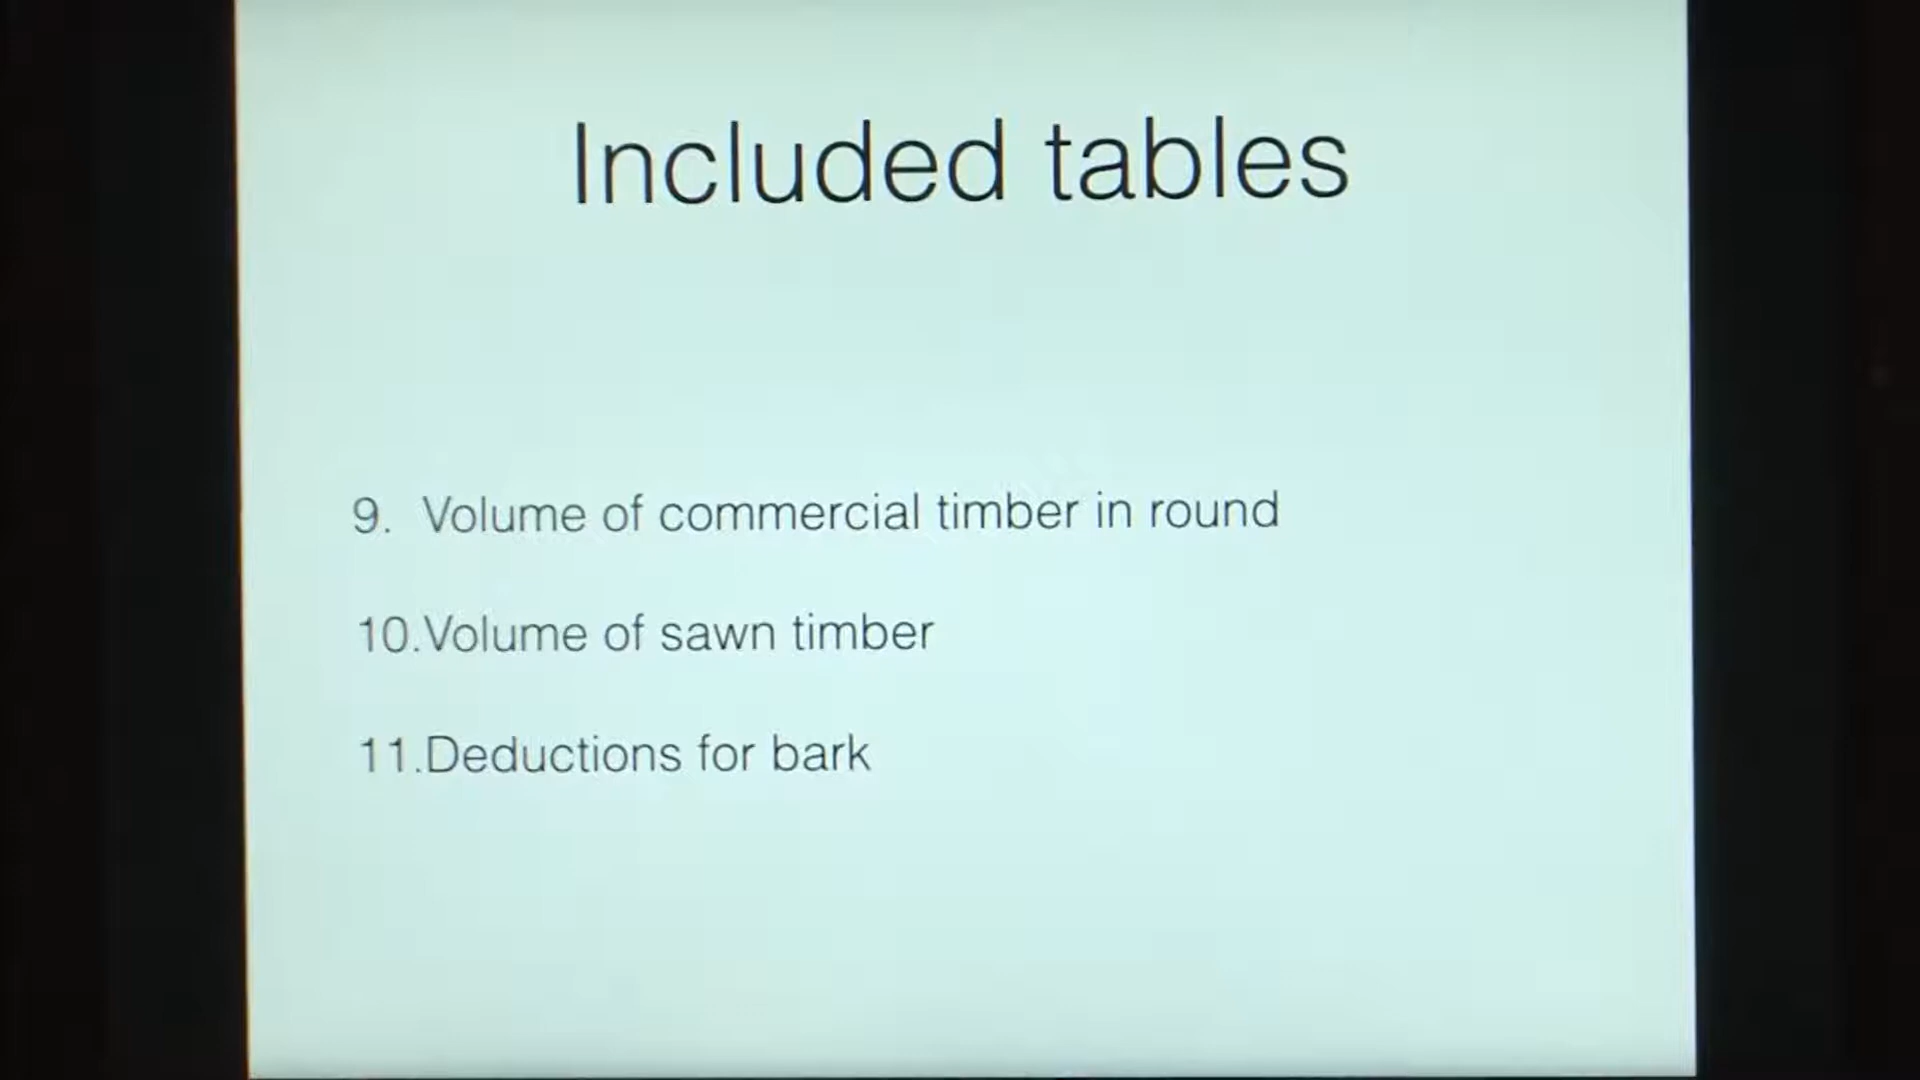 Included tables
9. Volume of commercial timber in round
10.Volume of sawn timber
11.Deductions for bark